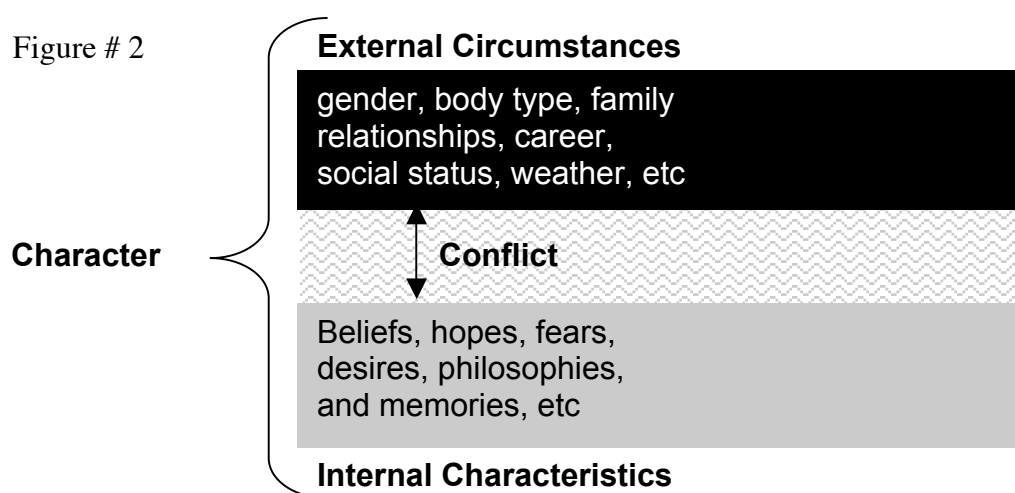 Figure # 2
External Circumstances
gender, body type, family
relationships, career,
social status, weather, etc
Character
Conflict
Beliefs, hopes, fears,
desires, philosophies,
and memories, etc
Internal Characteristics